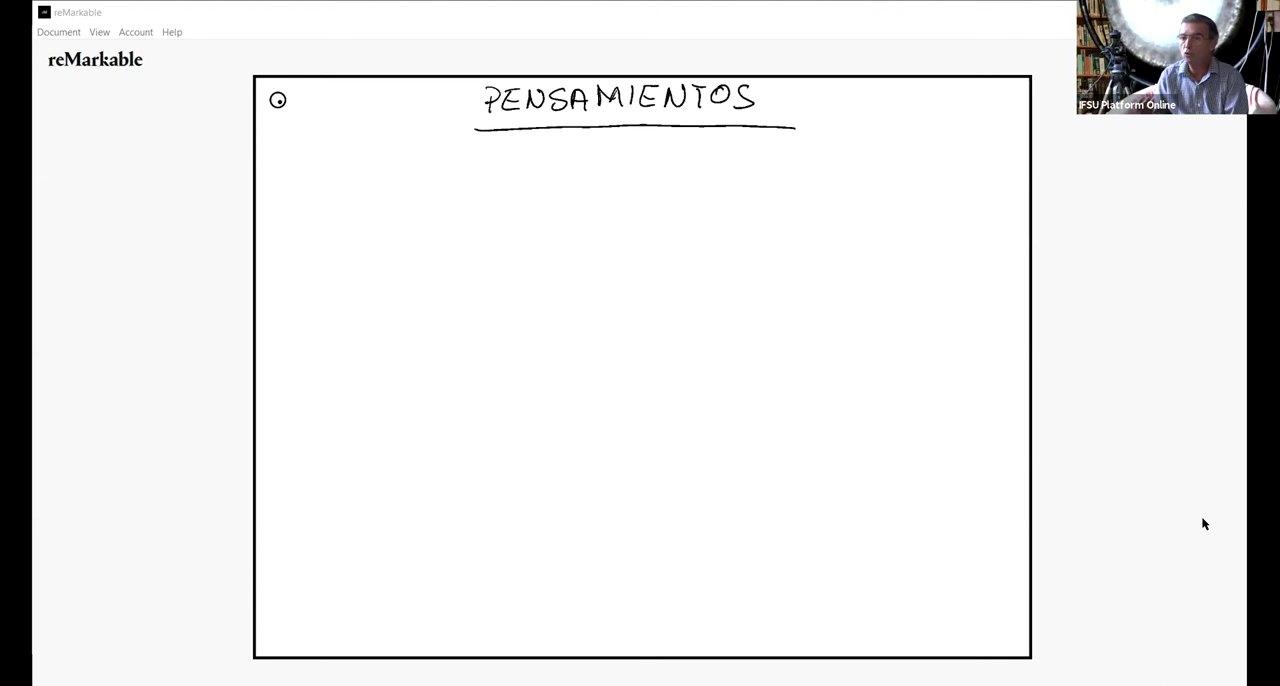 reMarkable
Document View Account Help
reMarkable
PENSAMIENTOS
IFSU Platform Online